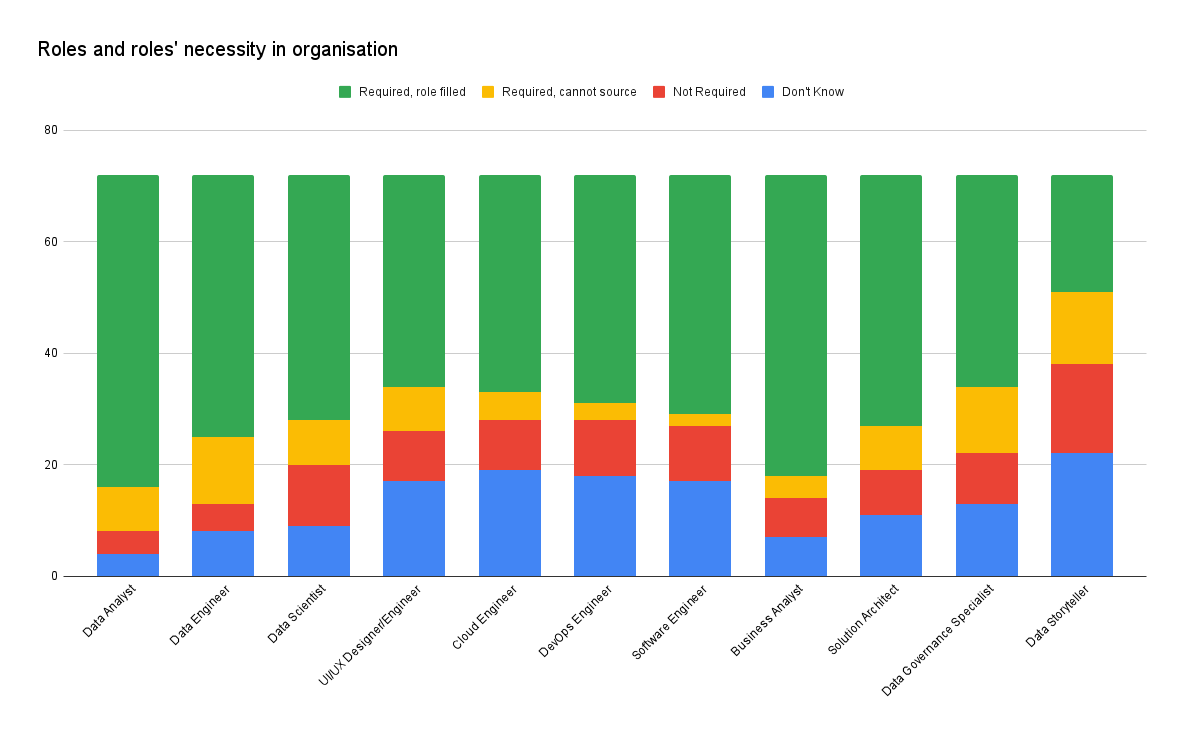 Roles and roles' necessity in organisation
Required, role filled
Required, cannot source
Not Required
Don't Know
80
60
40
20
0
Data Analyst
Data Engineer
Data Scientist
UI/UX Designer/Engineer
Cloud Engineer
DevOps Engineer
Software Engineer
Business Analyst
Solution Architect
Data Governance Specialist
Data Storyteller